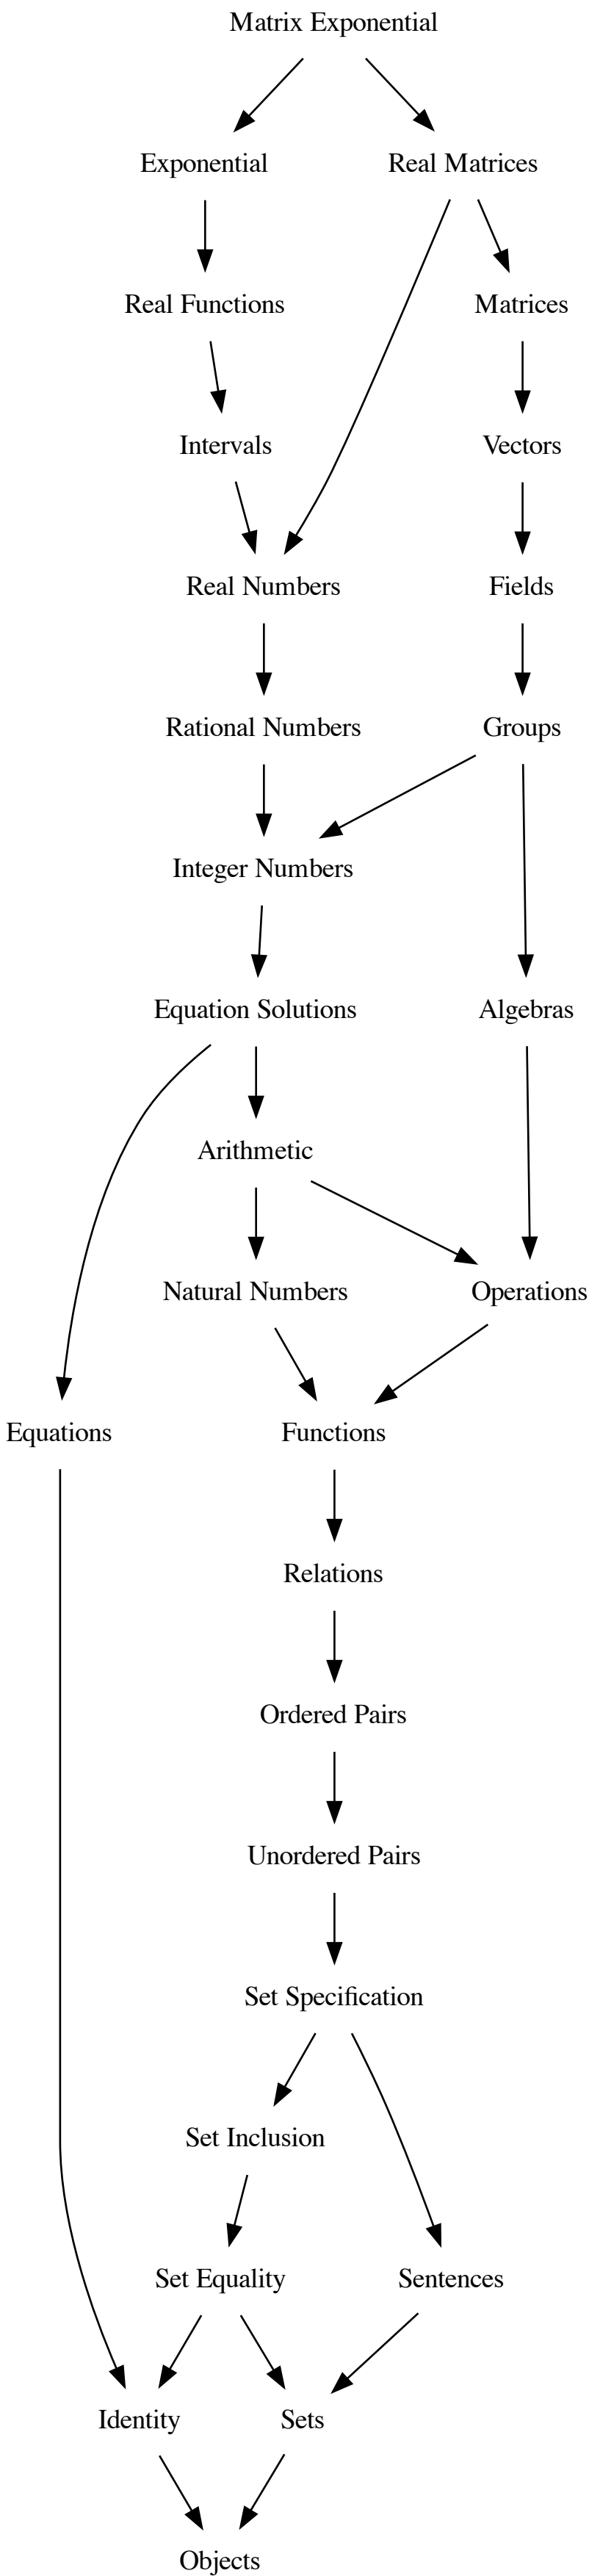 Matrix Exponential
Exponential
Real Matrices
Real Functions
Matrices
Intervals
Vectors
Real Numbers
Fields
Rational Numbers
Groups
Integer Numbers
Equation Solutions
Algebras
Arithmetic
Natural Numbers
Operations
Equations
Functions
Relations
Ordered Pairs
Unordered Pairs
Set Specification
Set Inclusion
Set Equality
Sentences
Identity
Sets
Objects